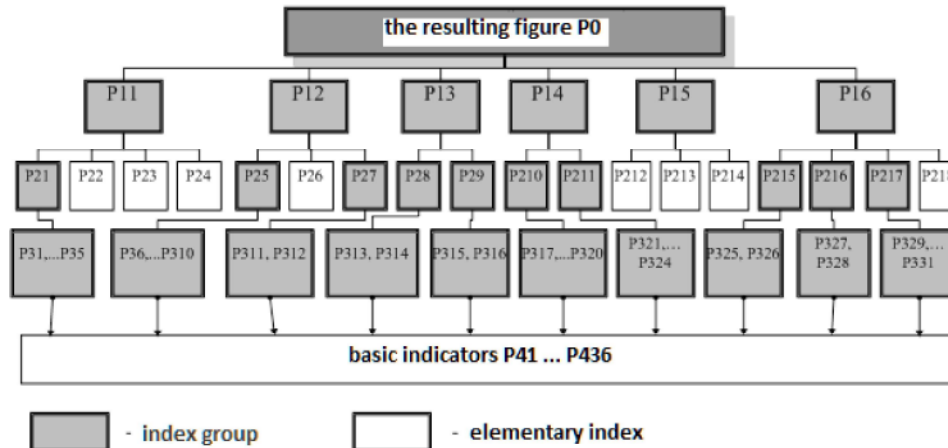 the resulting figure P0
P11
P12
P13
P14
P15
P16
P21
P22
P23
P24
P25
P26
P27
P28
P29
P210
P211
P212
P213
P214
P215
P216
P217
P218
P31,...P35
P36,...P310
P311, P312
P313, P314
P315, P316
P317,...P320
P321,...
P324
P325, P326
P327,
P328
P329,...
P331
basic indicators P41 ... P436
- index group
- elementary index